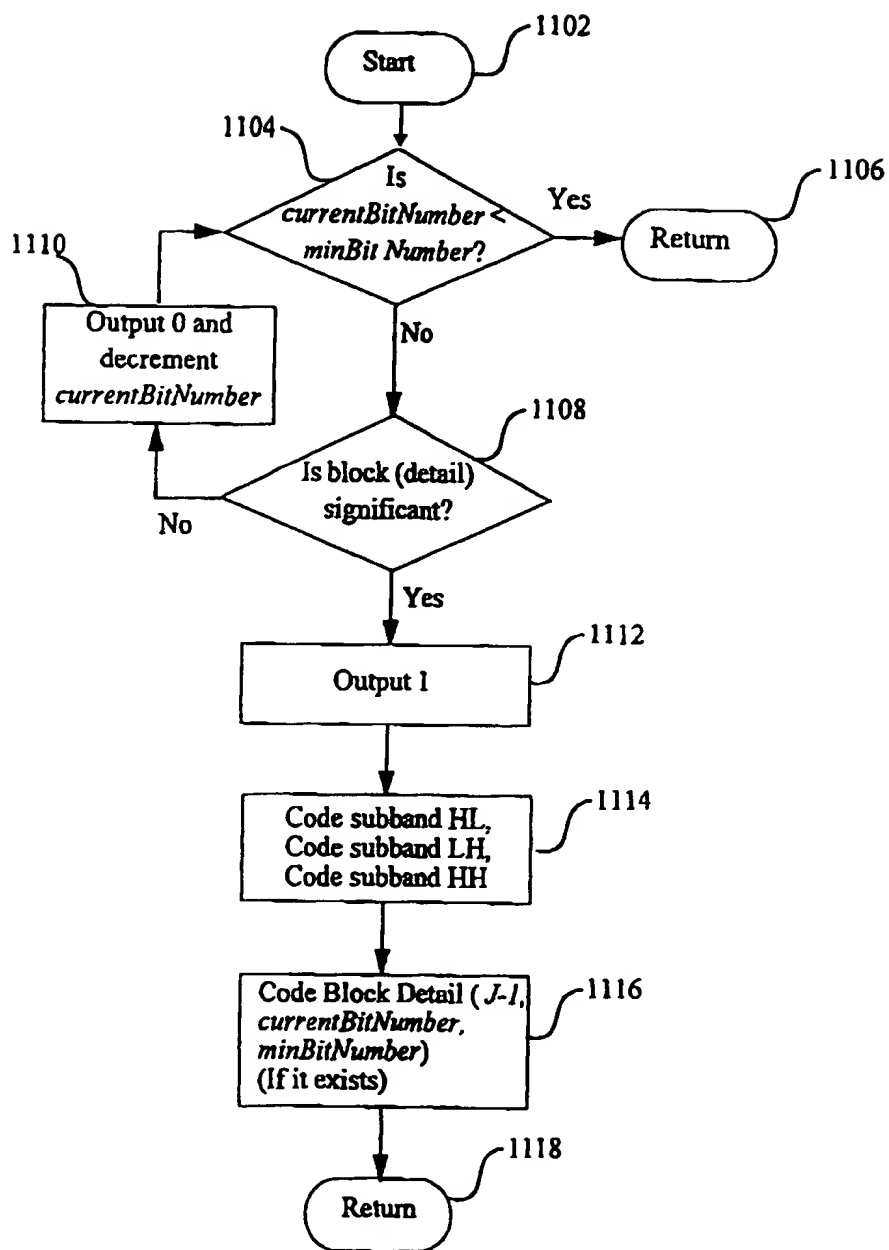 1102
Start
1104
Is
currentBitNumber <
minBit Number?
Yes
1106
Return
1110
Output 0 and
decrement
currentBitNumber
No
1108
Is block (detail)
significant?
No
Yes
1112
Output 1
1114
Code subband HL,
Code subband LH,
Code subband HH
1116
Code Block Detail ( J-1,
currentBitNumber,
minBitNumber)
(If it exists)
1118
Return